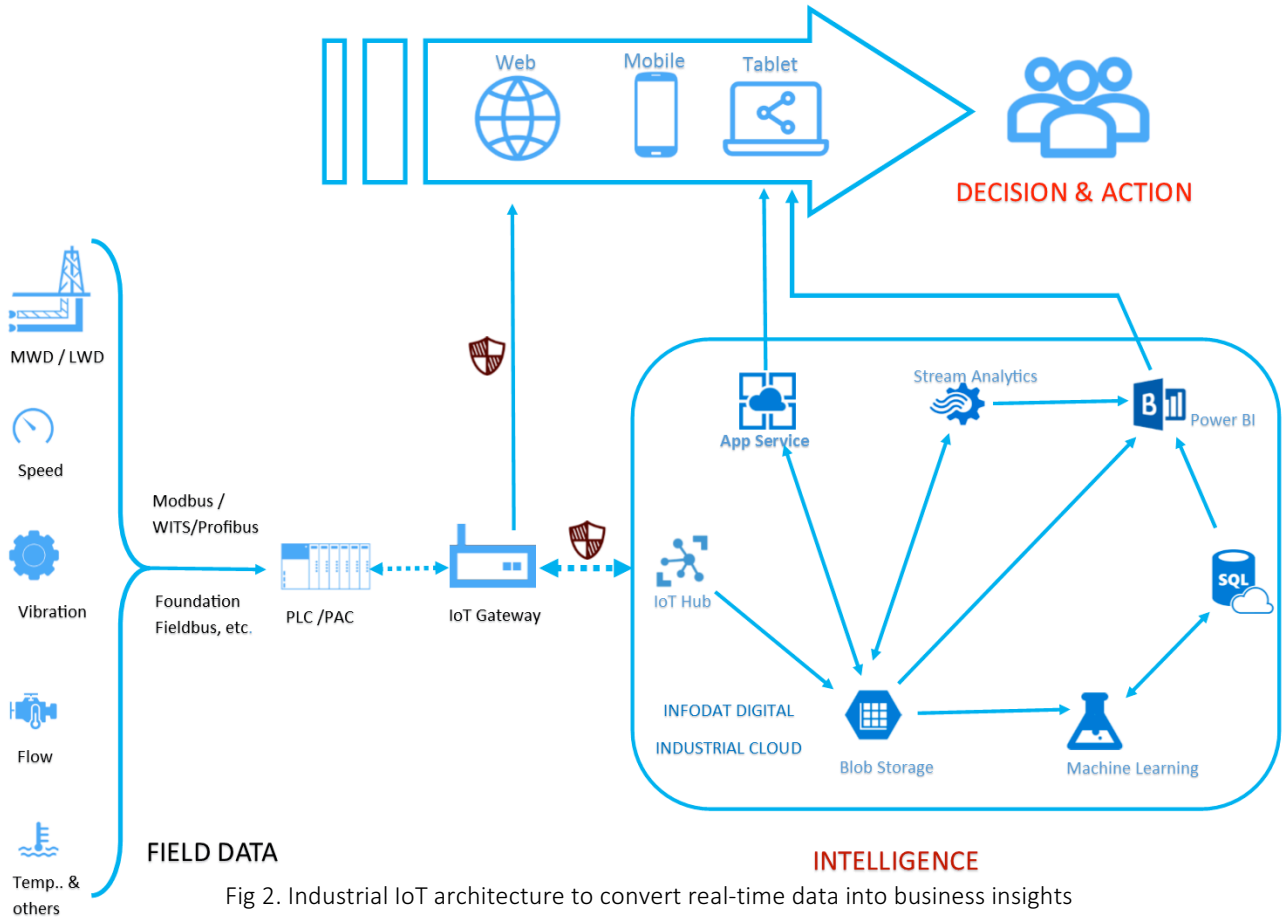 Web
Mobile
Tablet
DECISION & ACTION
MWD / LWD
Speed
Vibration
Flow
Temp.. &
others
Modbus /
WITS/Profibus
Foundation
Fieldbus, etc.
PLC /PAC
IoT Gateway
App Service
Stream Analytics
B
Power BI
IoT Hub
SQL
INFODAT DIGITAL
INDUSTRIAL CLOUD
Blob Storage
Machine Learning
FIELD DATA
INTELLIGENCE
Fig 2. Industrial IoT architecture to convert real-time data into business insights